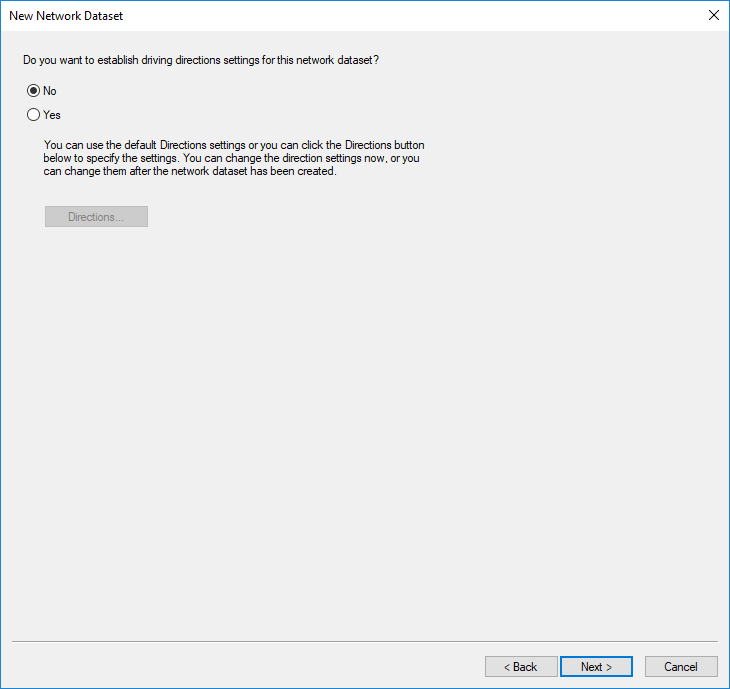 New Network Dataset
Do you want to establish driving directions settings for this network dataset?
No
Yes
You can use the default Directions settings or you can click the Directions button
below to specify the settings. You can change the direction settings now, or you
can change them after the network dataset has been created.
Directions...
< Back
Next >
Cancel